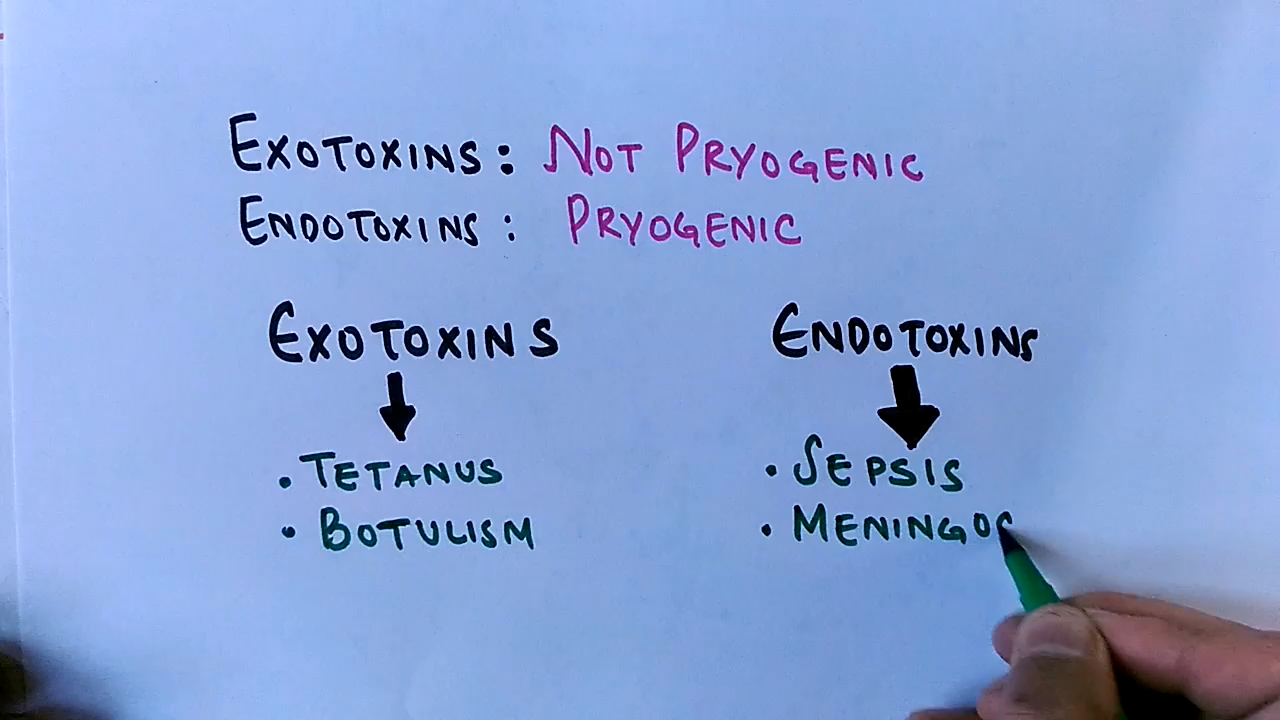 EXOTOXINS: NOT PRYOGENIC
ENDOTOXINS: PRYOGENIC
EXOTOXINS ENDOTOXINS
• TETANUS • SEPSIS
• BOTULISM • MENINGOC